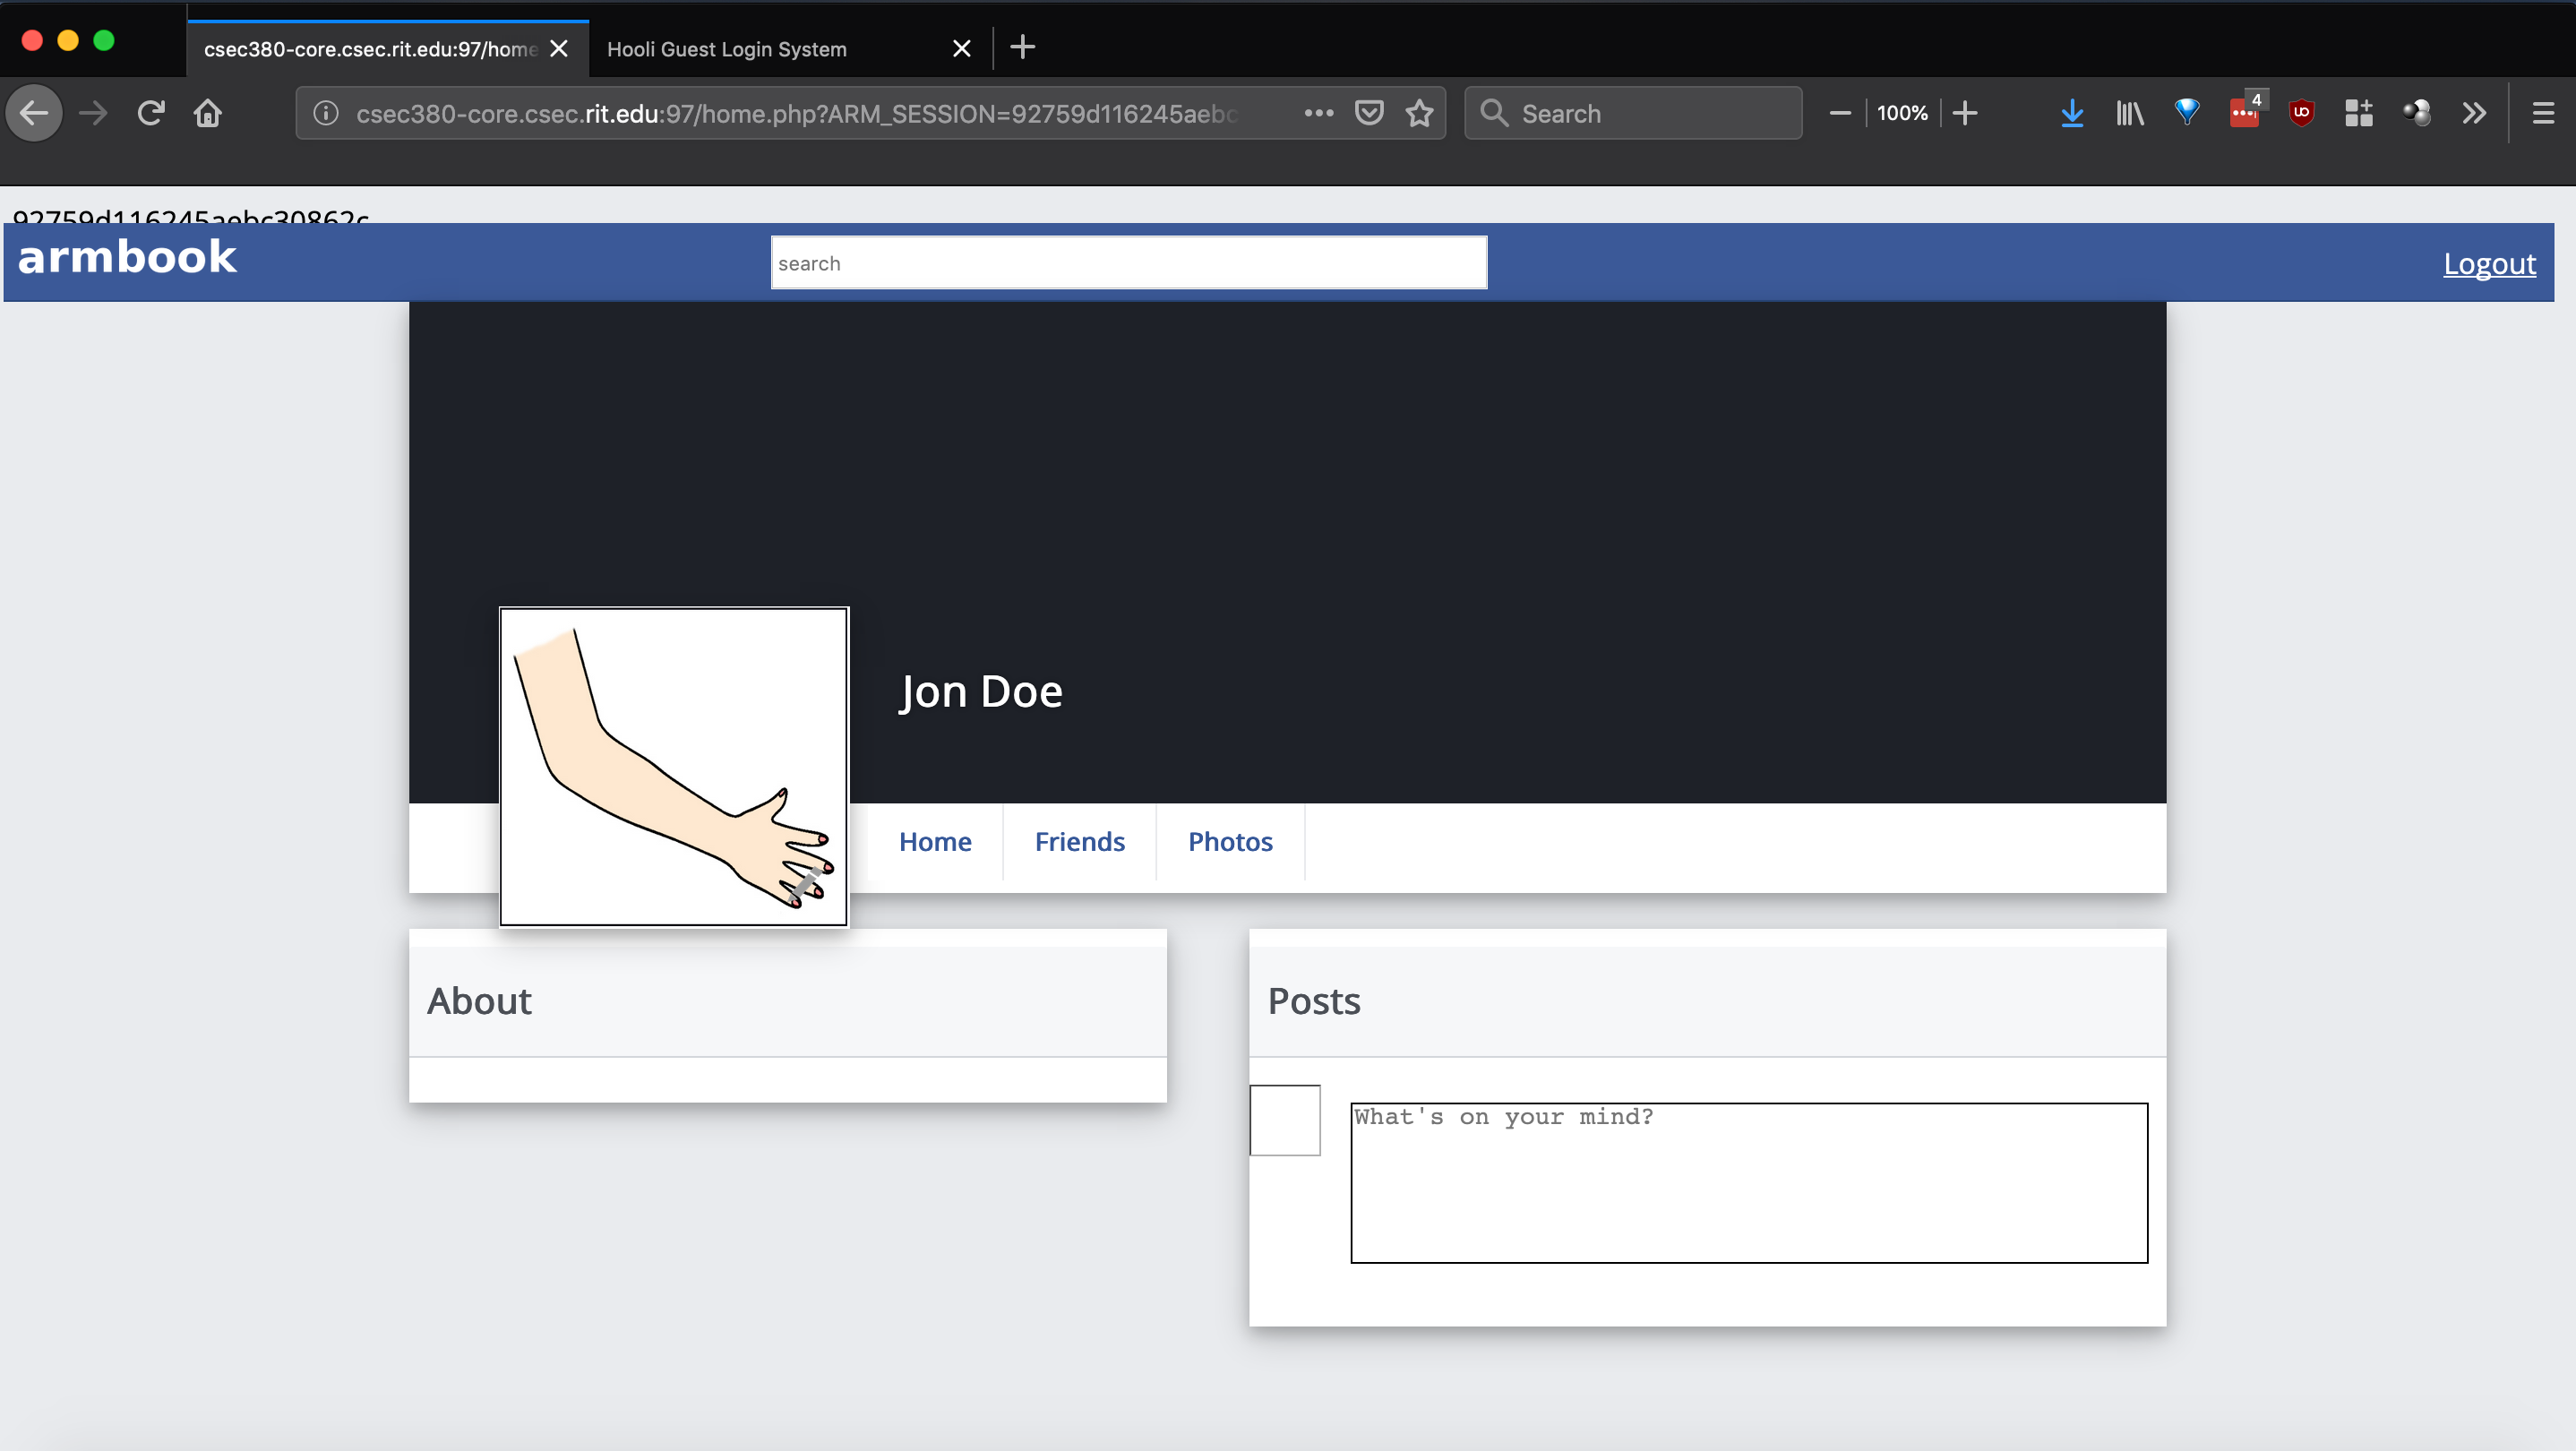 csec380-core.csec.rit.edu:97/home
Hooli Guest Login System
csec380-core.csec.rit.edu:97/home.php?ARM_SESSION=92759d116245aebc
Search
100%
4
92759d116245aebc30862c
armbook
search
Logout
Jon Doe
Home
Friends
Photos
About
Posts
What's on your mind?